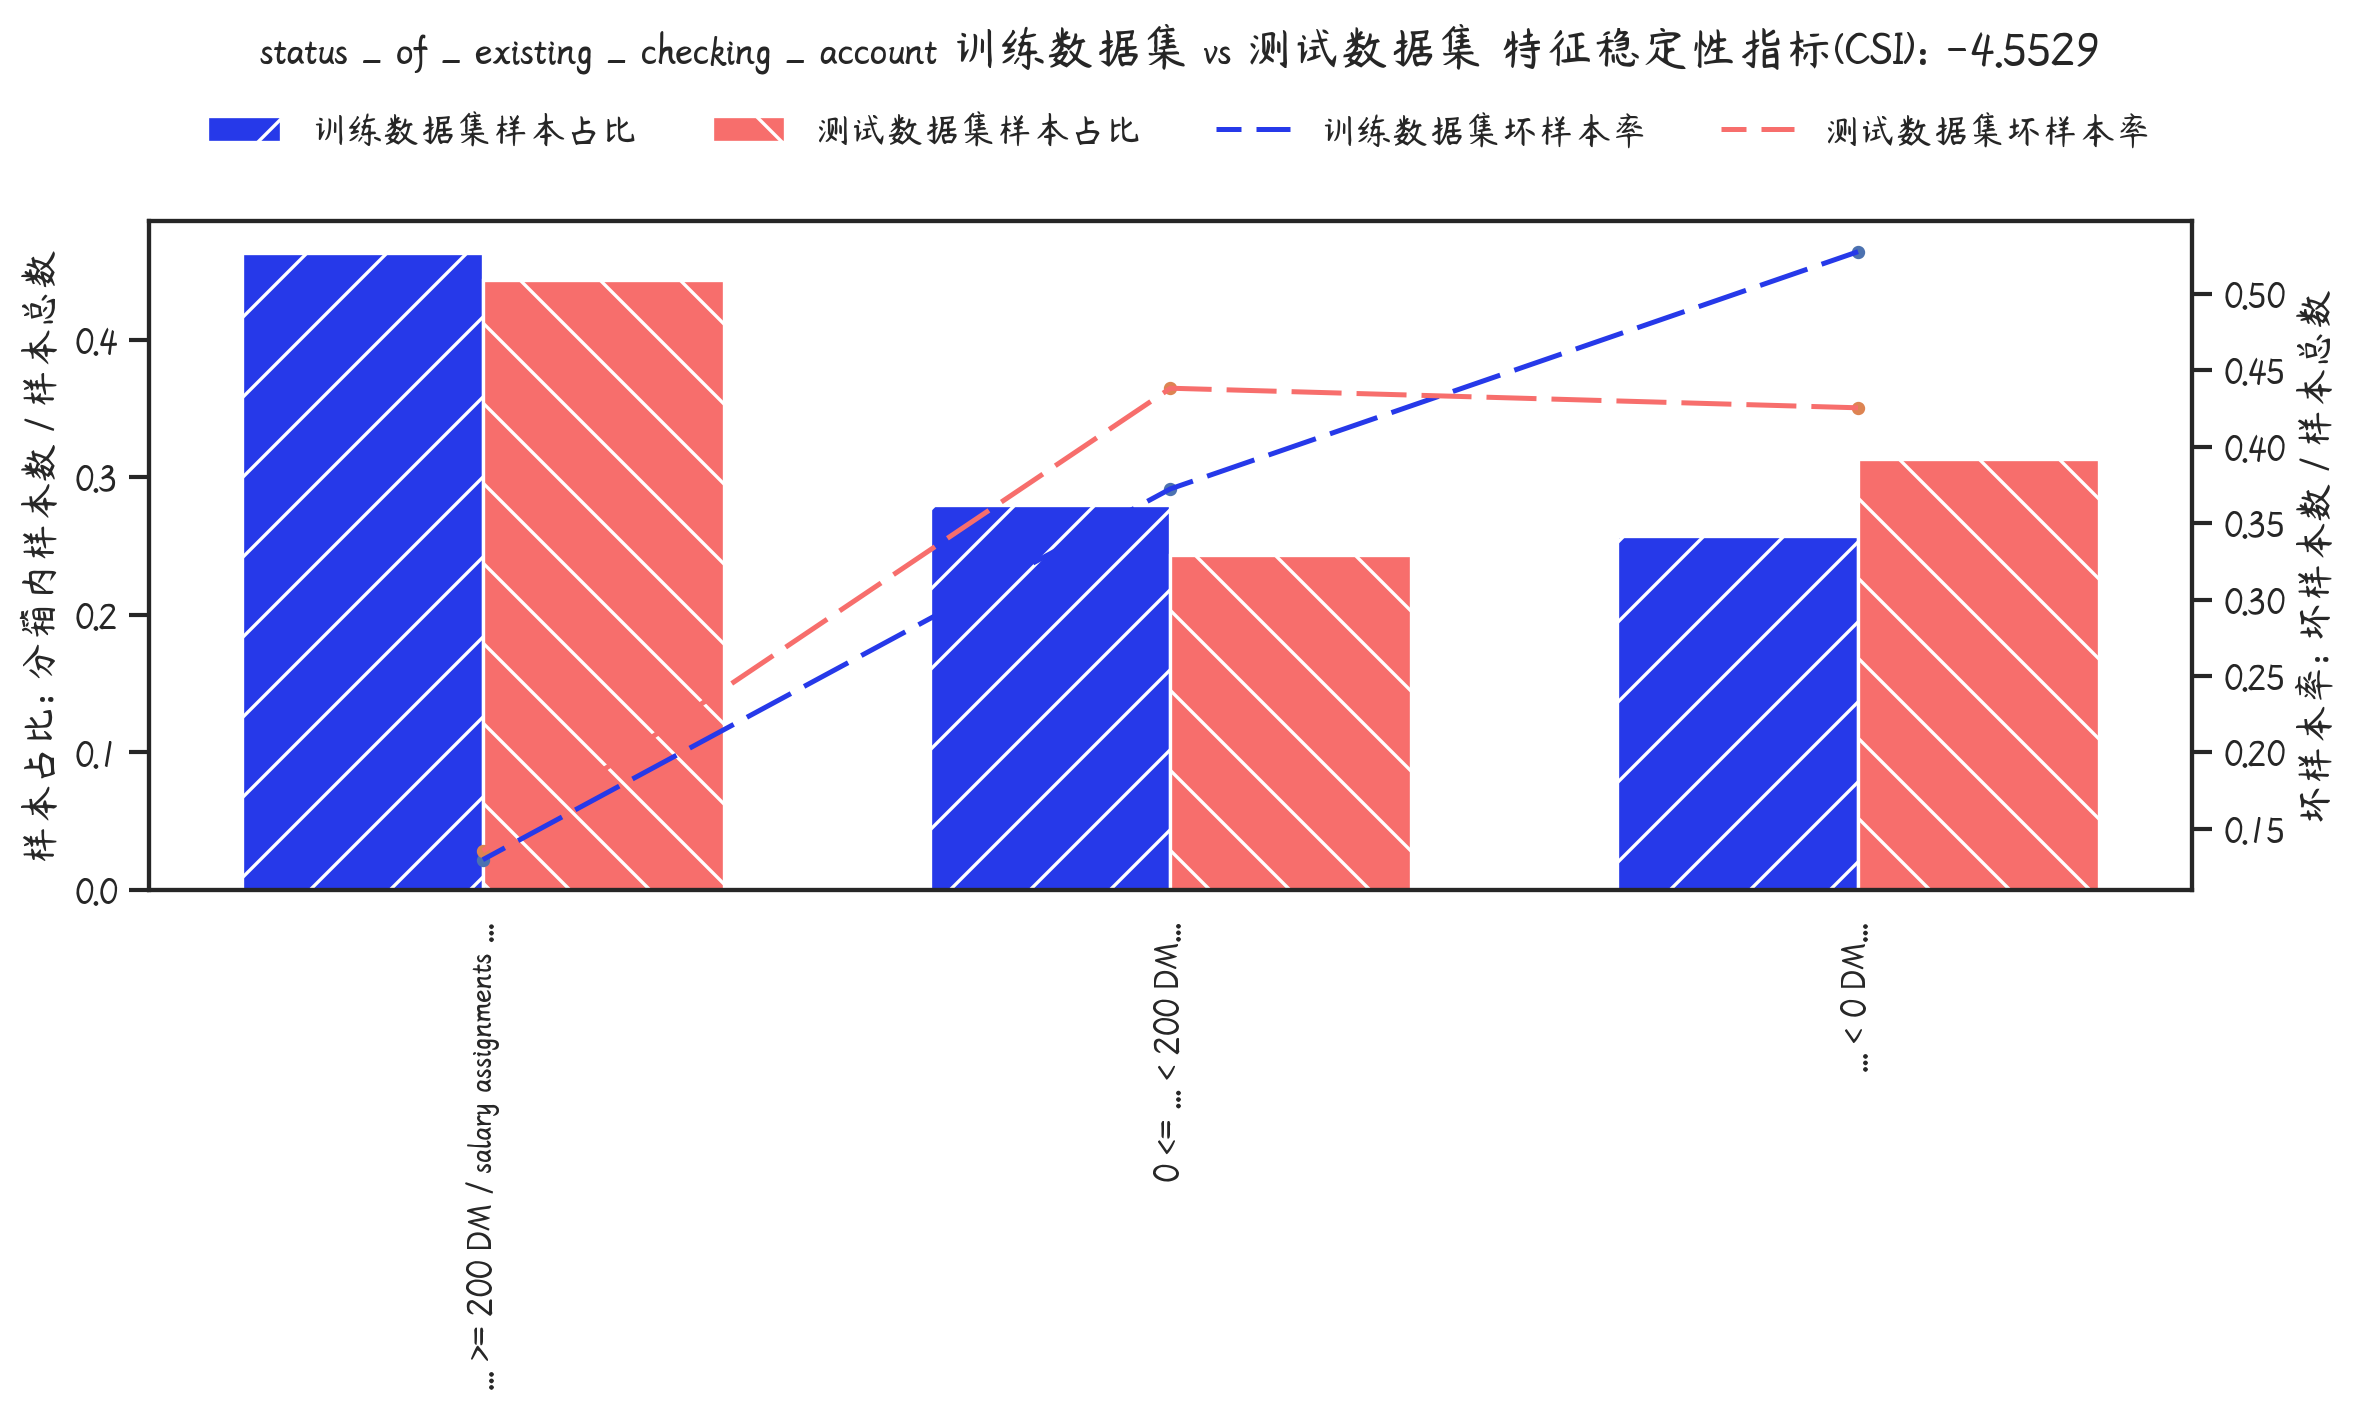 status _ of _ existing _ checking _ account 训练数据集 vs 测试数据集 特征稳定性指标(CSI): -4.5529
训练数据集样本占比
测试数据集样本占比
训练数据集坏样本率
测试数据集坏样本率
样本占比: 分箱内样本数 / 样本总数
0.4
0.3
0.2
0.1
0.0
0.50
0.45
0.40
0.35
0.30
0.25
0.20
0.15
坏样本率: 坏样本数 / 样本总数
... >= 200 DM / salary assignments ...
0 <= ... < 200 DM...
... < 0 DM...